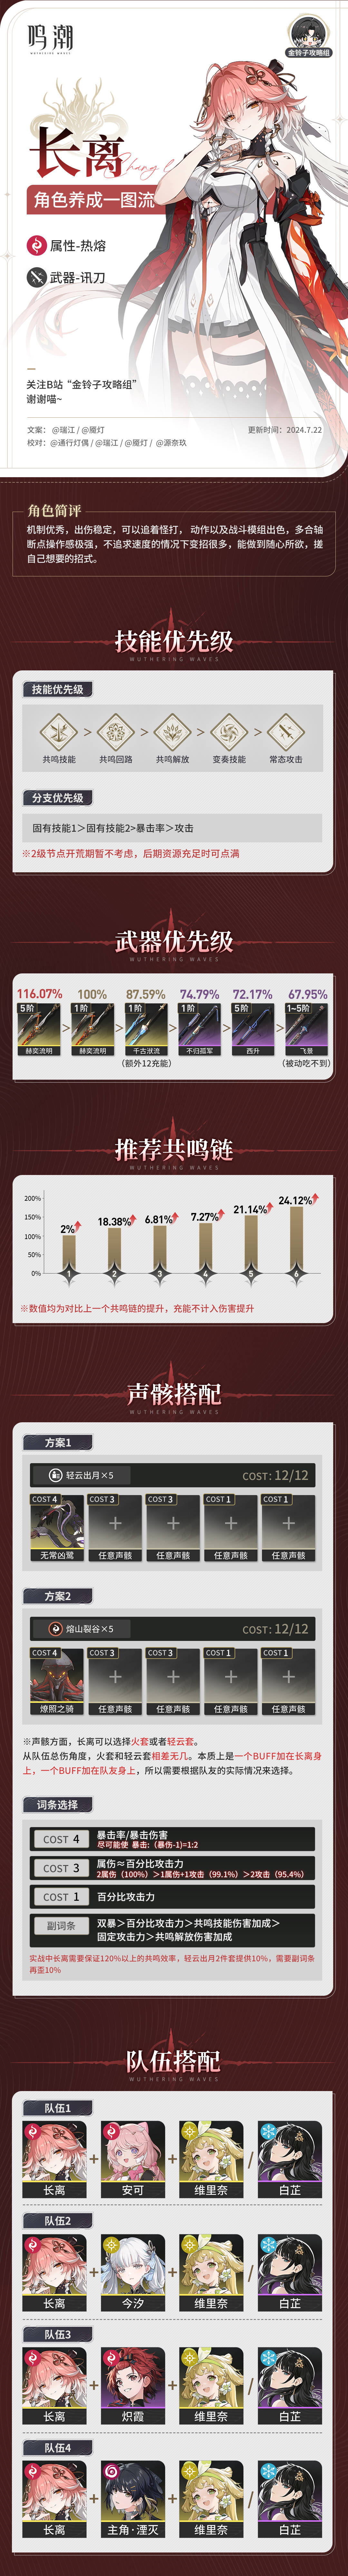 鸣潮
WUTHERING WAVES
金铃子攻略组
长离
角色养成一图流
属性-热熔
武器-讯刀
关注B站“金铃子攻略组”
谢谢喵~
文案： @瑞江 / @魇灯
更新时间：2024.7.22
校对：@通行灯偶 / @瑞江 / @魇灯 / @源奈玖
角色简评
机制优秀，出伤稳定，可以追着怪打， 动作以及战斗模组出色，多合轴
断点操作感极强，不追求速度的情况下变招很多，能做到随心所欲，搓
自己想要的招式。
技能优先级
WUTHERING WAVES
技能优先级
共鸣技能 > 共鸣回路 > 共鸣解放 > 变奏技能 > 常态攻击
分支优先级
固有技能1＞固有技能2>暴击率＞攻击
※2级节点开荒期暂不考虑，后期资源充足时可点满
武器优先级
WUTHERING WAVES
116.07% 100% 87.59% 74.79% 72.17% 67.95%
5阶 1阶 1阶 1阶 5阶 1~5阶
赫奕流明 > 赫奕流明 > 千古洑流 > 不归孤军 > 西升 > 飞景
（额外12充能） （被动吃不到）
推荐共鸣链
WUTHERING WAVES
200%
150%
100%
50%
0%
2% 18.38% 6.81% 7.27% 21.14% 24.12%
1 2 3 4 5 6
※数值均为对比上一个共鸣链的提升，充能不计入伤害提升
声骸搭配
WUTHERING WAVES
方案1
轻云出月×5 COST：12/12
COST 4 COST 3 COST 3 COST 1 COST 1
无常凶鹭 任意声骸 任意声骸 任意声骸 任意声骸
方案2
熔山裂谷×5 COST：12/12
COST 4 COST 3 COST 3 COST 1 COST 1
燎照之骑 任意声骸 任意声骸 任意声骸 任意声骸
※声骸方面，长离可以选择火套或者轻云套。
从队伍总伤角度，火套和轻云套相差无几。本质上是一个BUFF加在长离身
上，一个BUFF加在队友身上，所以需要根据队友的实际情况来选择。
词条选择
COST 4 暴击率/暴击伤害
尽可能使 暴击:（暴伤-1)=1:2
COST 3 属伤≈百分比攻击力
2属伤（100%）＞1属伤+1攻击（99.1%）＞2攻击（95.4%）
COST 1 百分比攻击力
副词条 双暴＞百分比攻击力＞共鸣技能伤害加成＞
固定攻击力＞共鸣解放伤害加成
实战中长离需要保证120%以上的共鸣效率，轻云出月2件套提供10%，需要副词条
再歪10%
队伍搭配
WUTHERING WAVES
队伍1
长离 + 安可 + 维里奈 / 白芷
队伍2
长离 + 今汐 + 维里奈 / 白芷
队伍3
长离 + 炽霞 + 维里奈 / 白芷
队伍4
长离 + 主角·湮灭 + 维里奈 / 白芷